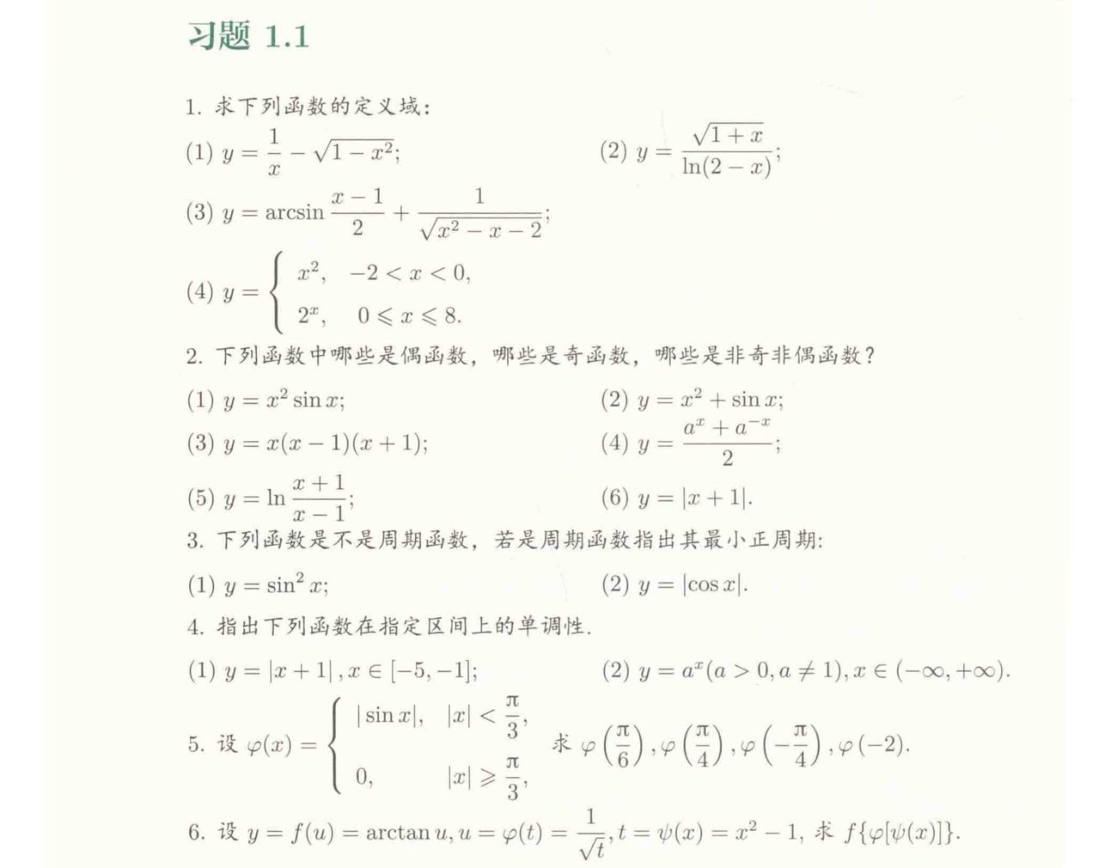 习题 1.1
1. 求下列函数的定义域:
(1) y = 1/x − √(1 − x²); (2) y = √(1 + x)/ln(2 − x);
(3) y = arcsin (x − 1)/2 + 1/√(x² − x − 2);
(4) y = { x², −2 < x < 0,
2ˣ, 0 ⩽ x ⩽ 8.
2. 下列函数中哪些是偶函数, 哪些是奇函数, 哪些是非奇非偶函数?
(1) y = x² sin x; (2) y = x² + sin x;
(3) y = x(x − 1)(x + 1); (4) y = (aˣ + a⁻ˣ)/2;
(5) y = ln (x + 1)/(x − 1); (6) y = |x + 1|.
3. 下列函数是不是周期函数, 若是周期函数指出其最小正周期:
(1) y = sin² x; (2) y = |cos x|.
4. 指出下列函数在指定区间上的单调性.
(1) y = |x + 1|, x ∈ [−5, −1]; (2) y = aˣ(a > 0, a ≠ 1), x ∈ (−∞, +∞).
5. 设 φ(x) = { |sin x|, |x| < π/3,
0, |x| ⩾ π/3, 求 φ(π/6), φ(π/4), φ(−π/4), φ(−2).
6. 设 y = f(u) = arctan u, u = φ(t) = 1/√t, t = ψ(x) = x² − 1, 求 f{φ[ψ(x)]}.